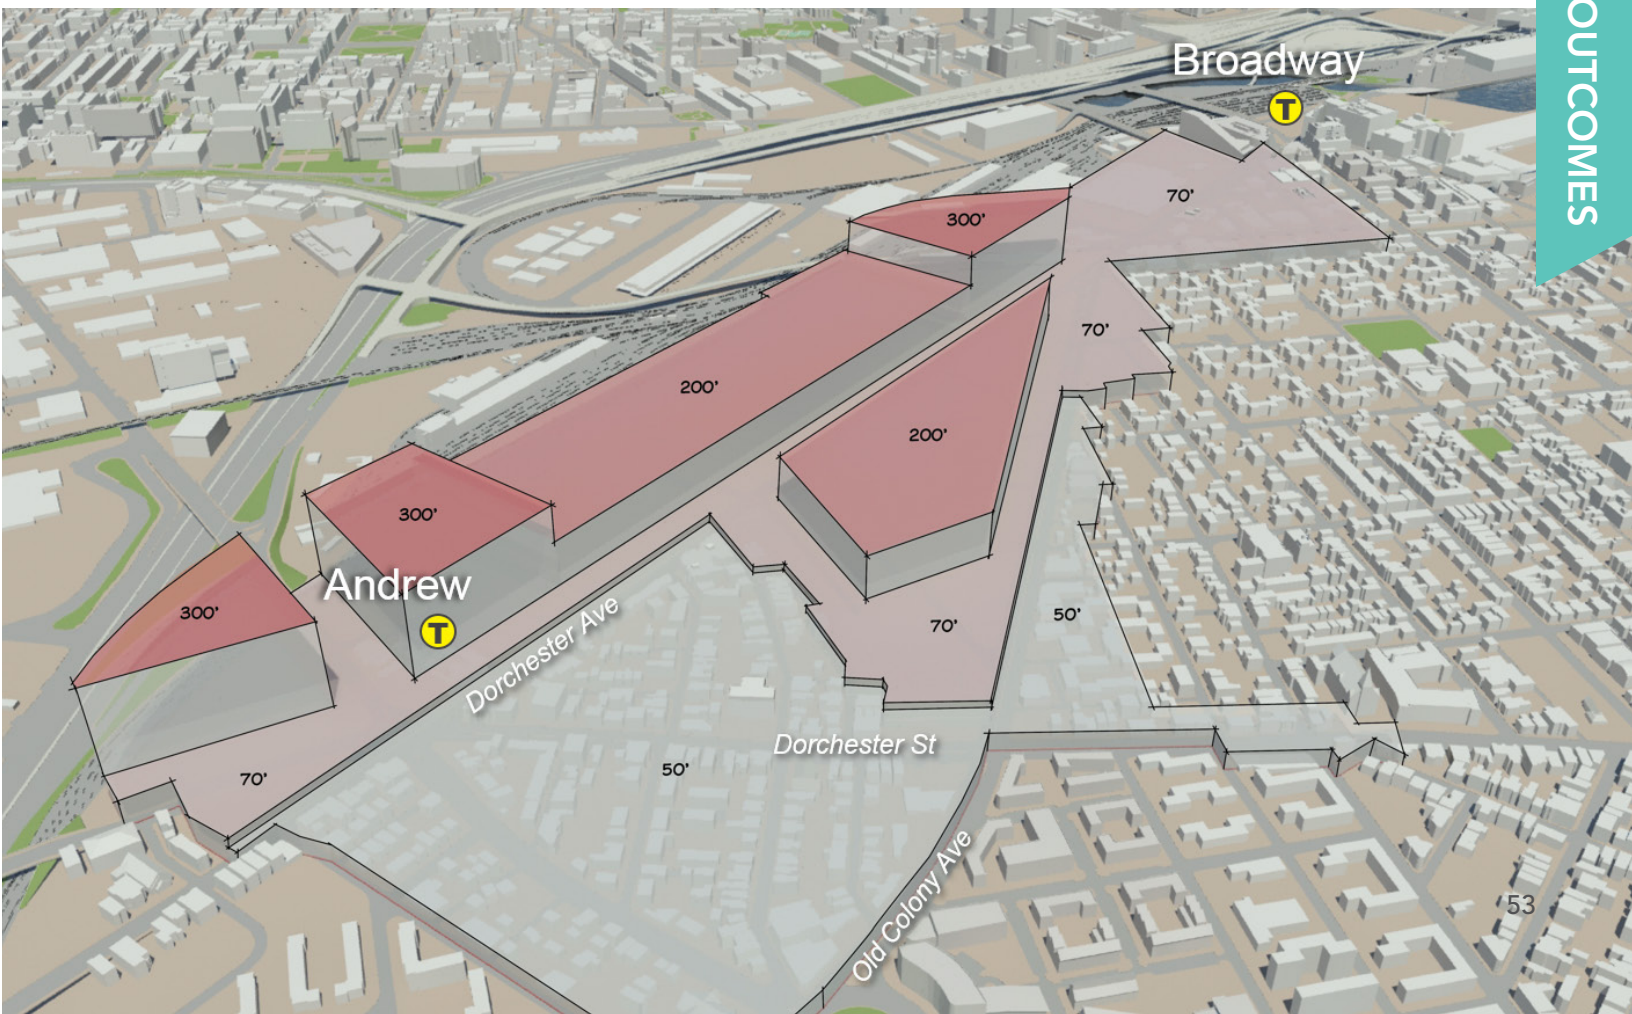 OUTCOMES
Broadway
T
70'
300'
70'
200'
200'
300'
Andrew
T
300'
Dorchester Ave
70'
50'
Dorchester St
50'
70'
Old Colony Ave
53